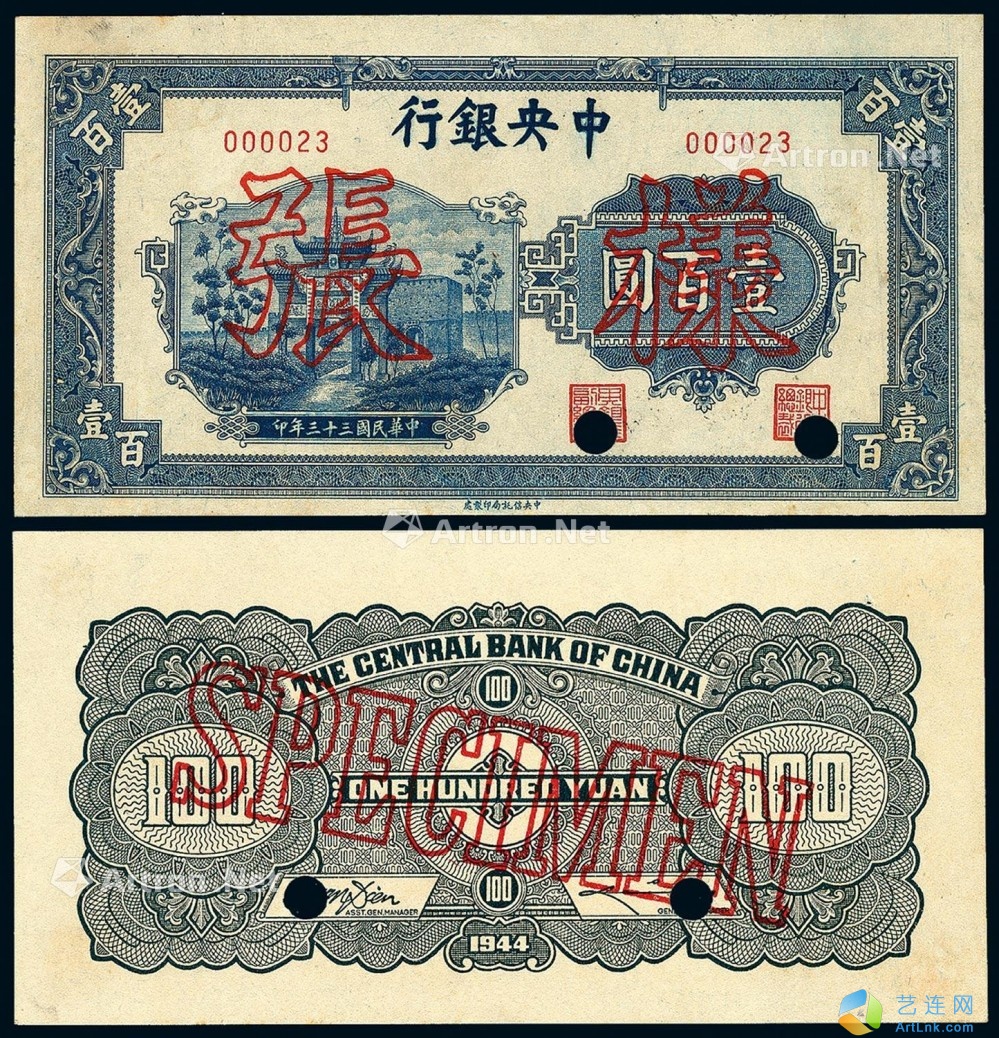 中央銀行
000023
000023
百壹
壹百
樣張
壹百圓
中華民國三十三年印
壹百
壹百
中央信托局印製處
Artron.Net
Artron.Net
THE CENTRAL BANK OF CHINA
100
100
100
ONE HUNDRED YUAN
SPECIMEN
100
ASST.GEN.MANAGER
1944
艺连网
ArtLnk.com